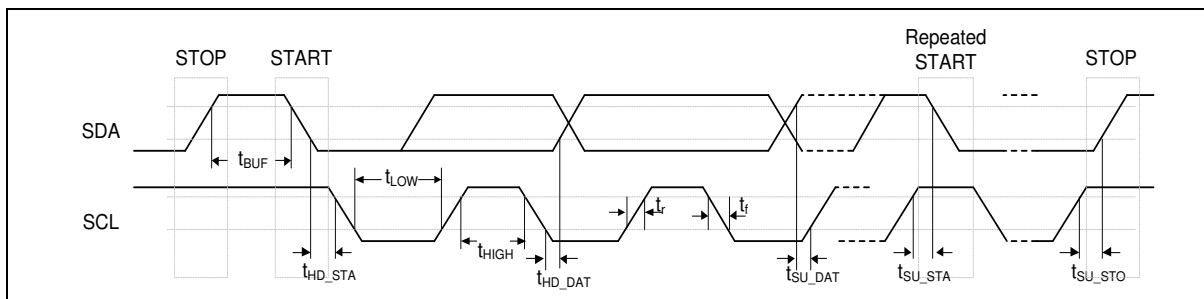 STOP
START
Repeated
START
STOP
SDA
tBUF
tLOW
SCL
tr
tf
tHIGH
tHD_STA
tHD_DAT
tSU_DAT
tSU_STA
tSU_STO